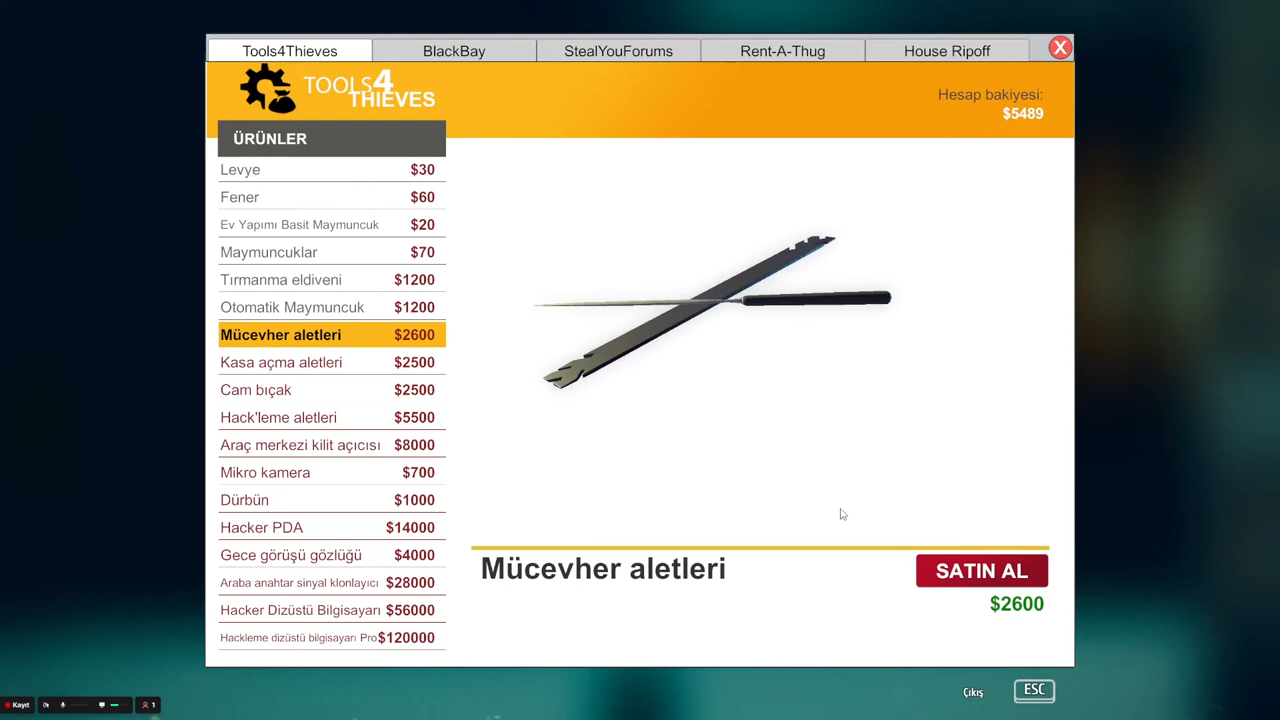 Tools4Thieves
BlackBay
StealYouForums
Rent-A-Thug
House Ripoff
X
TOOLS4
THIEVES
Hesap bakiyesi:
$5489
ÜRÜNLER
Levye $30
Fener $60
Ev Yapımı Basit Maymuncuk $20
Maymuncuklar $70
Tırmanma eldiveni $1200
Otomatik Maymuncuk $1200
Mücevher aletleri $2600
Kasa açma aletleri $2500
Cam bıçak $2500
Hack'leme aletleri $5500
Araç merkezi kilit açıcısı $8000
Mikro kamera $700
Dürbün $1000
Hacker PDA $14000
Gece görüşü gözlüğü $4000
Araba anahtar sinyal klonlayıcı $28000
Hacker Dizüstü Bilgisayarı $56000
Hackleme dizüstü bilgisayarı Pro $120000
Mücevher aletleri
SATIN AL
$2600
Çıkış ESC
Kayıt
1